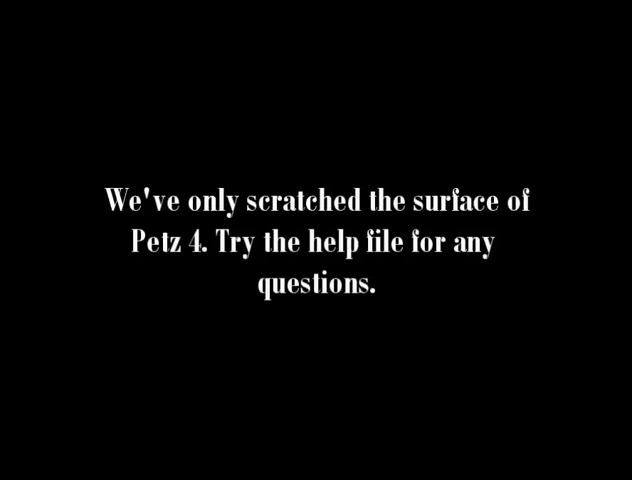 We've only scratched the surface of
Petz 4. Try the help file for any
questions.